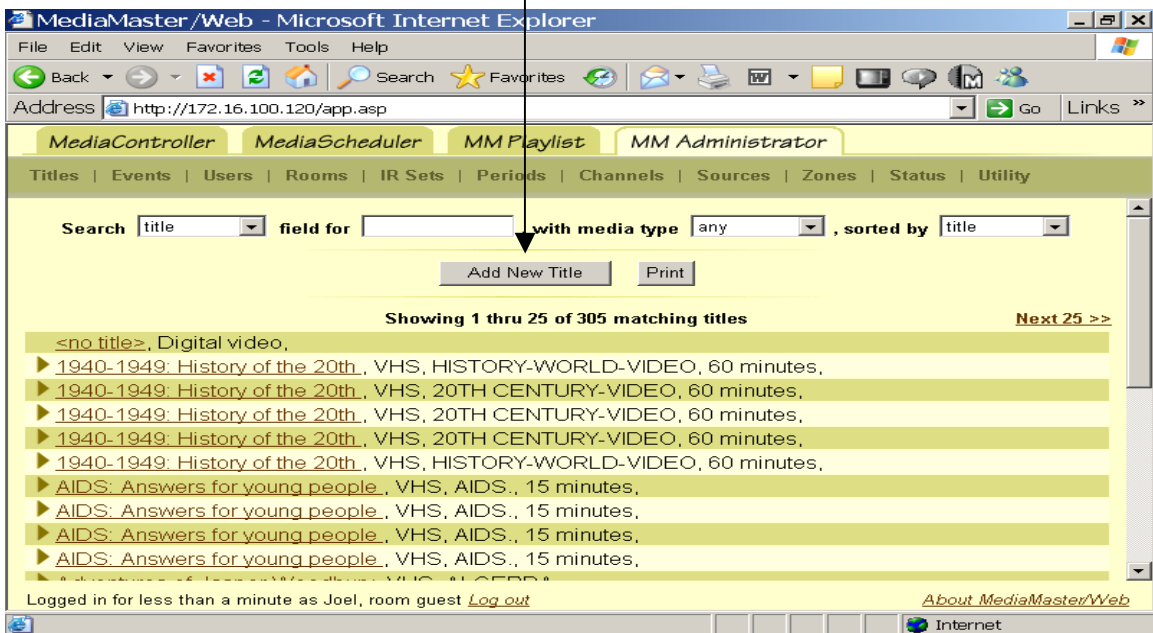 MediaMaster/Web - Microsoft Internet Explorer
File Edit View Favorites Tools Help
Back Search Favorites
Address http://172.16.100.120/app.asp Go Links »
MediaController MediaScheduler MM Playlist MM Administrator
Titles | Events | Users | Rooms | IR Sets | Periods | Channels | Sources | Zones | Status | Utility
Search title field for with media type any , sorted by title
Add New Title Print
Showing 1 thru 25 of 305 matching titles Next 25 >>
<no title>, Digital video,
1940-1949: History of the 20th , VHS, HISTORY-WORLD-VIDEO, 60 minutes,
1940-1949: History of the 20th , VHS, 20TH CENTURY-VIDEO, 60 minutes,
1940-1949: History of the 20th , VHS, 20TH CENTURY-VIDEO, 60 minutes,
1940-1949: History of the 20th , VHS, 20TH CENTURY-VIDEO, 60 minutes,
1940-1949: History of the 20th , VHS, HISTORY-WORLD-VIDEO, 60 minutes,
AIDS: Answers for young people , VHS, AIDS., 15 minutes,
AIDS: Answers for young people , VHS, AIDS., 15 minutes,
AIDS: Answers for young people , VHS, AIDS., 15 minutes,
AIDS: Answers for young people , VHS, AIDS., 15 minutes,
Logged in for less than a minute as Joel, room guest Log out About MediaMaster/Web
Internet